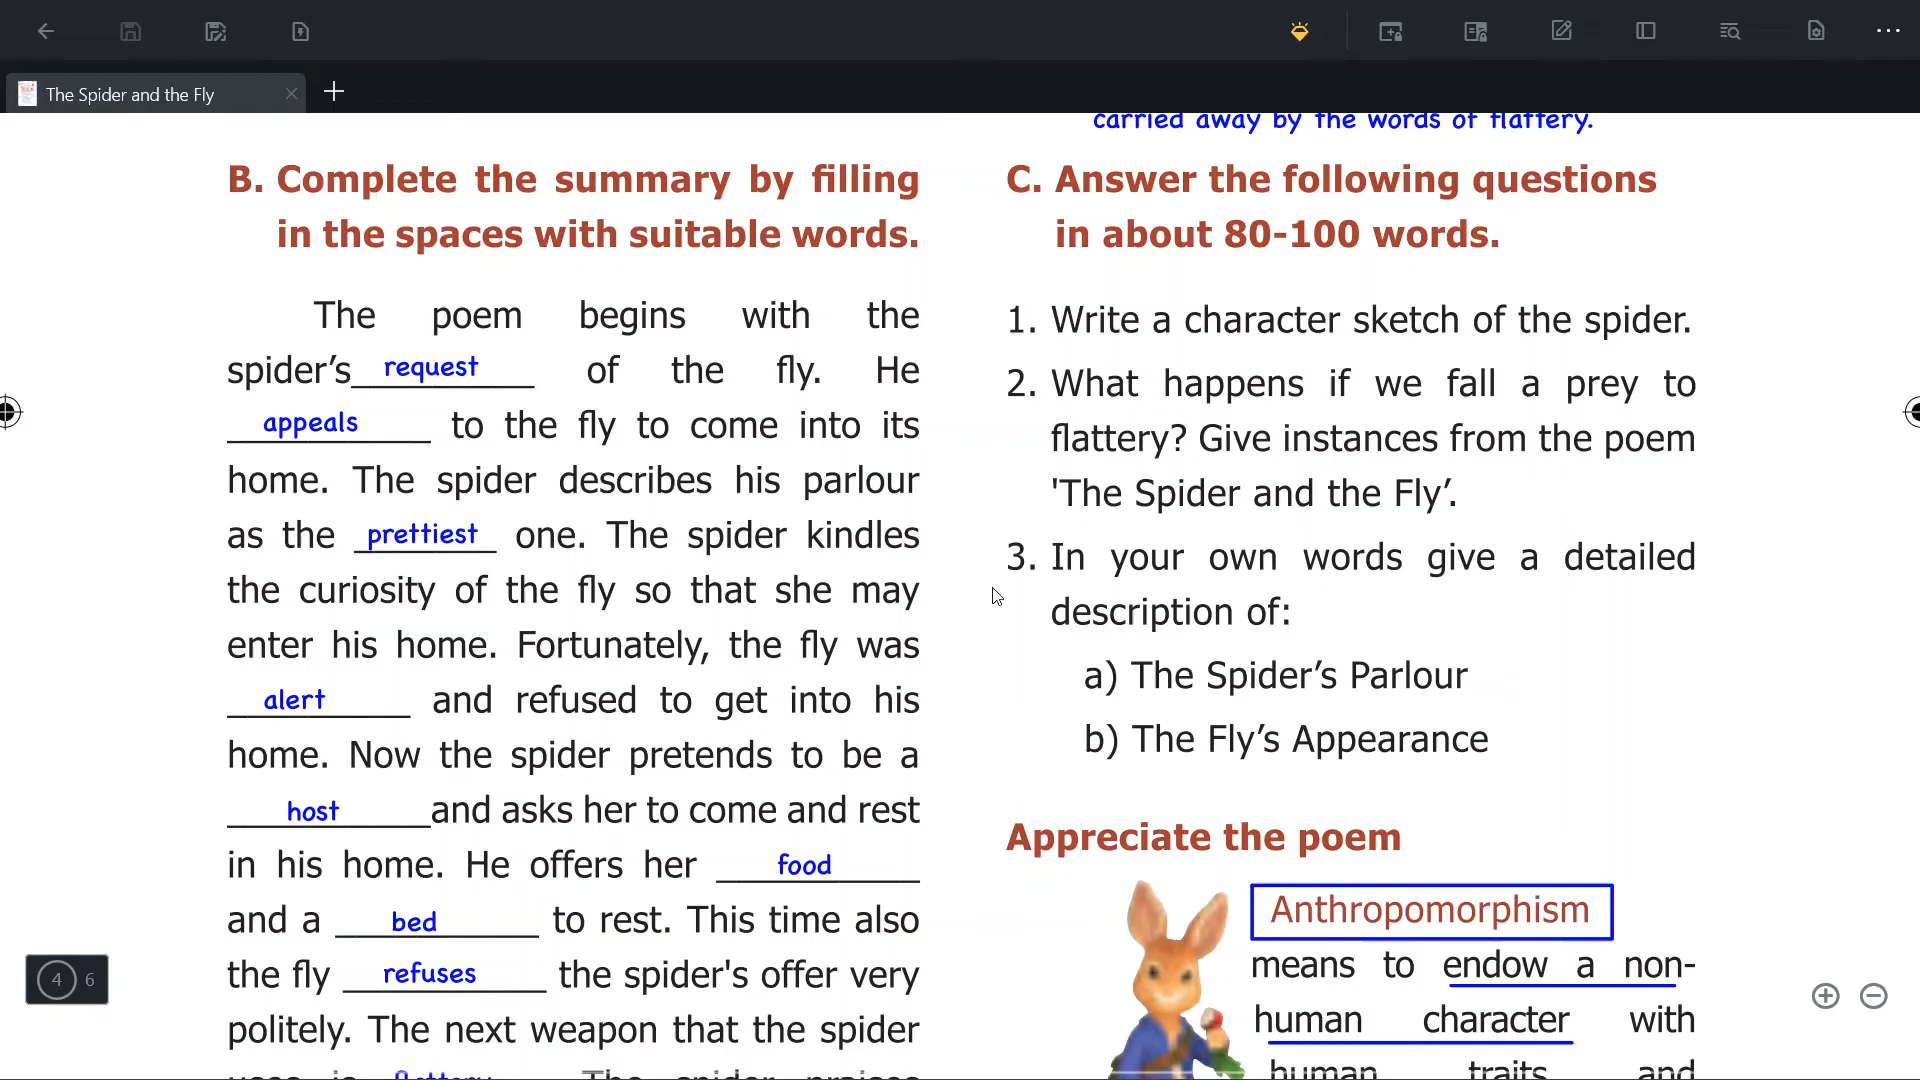 The Spider and the Fly
carried away by the words of flattery.
B. Complete the summary by filling
in the spaces with suitable words.
The poem begins with the
spider’s request of the fly. He
appeals to the fly to come into its
home. The spider describes his parlour
as the prettiest one. The spider kindles
the curiosity of the fly so that she may
enter his home. Fortunately, the fly was
alert and refused to get into his
home. Now the spider pretends to be a
host and asks her to come and rest
in his home. He offers her food
and a bed to rest. This time also
the fly refuses the spider's offer very
politely. The next weapon that the spider
uses is flattery. The spider praises
C. Answer the following questions
in about 80-100 words.
1. Write a character sketch of the spider.
2. What happens if we fall a prey to
flattery? Give instances from the poem
'The Spider and the Fly’.
3. In your own words give a detailed
description of:
a) The Spider’s Parlour
b) The Fly’s Appearance
Appreciate the poem
Anthropomorphism
means to endow a non-
human character with
human traits and
4 6